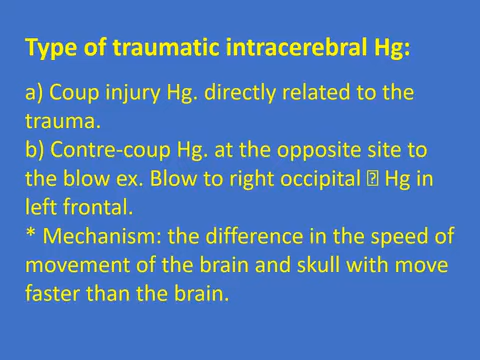 Type of traumatic intracerebral Hg:
a) Coup injury Hg. directly related to the
trauma.
b) Contre-coup Hg. at the opposite site to
the blow ex. Blow to right occipital ⍰ Hg in
left frontal.
* Mechanism: the difference in the speed of
movement of the brain and skull with move
faster than the brain.